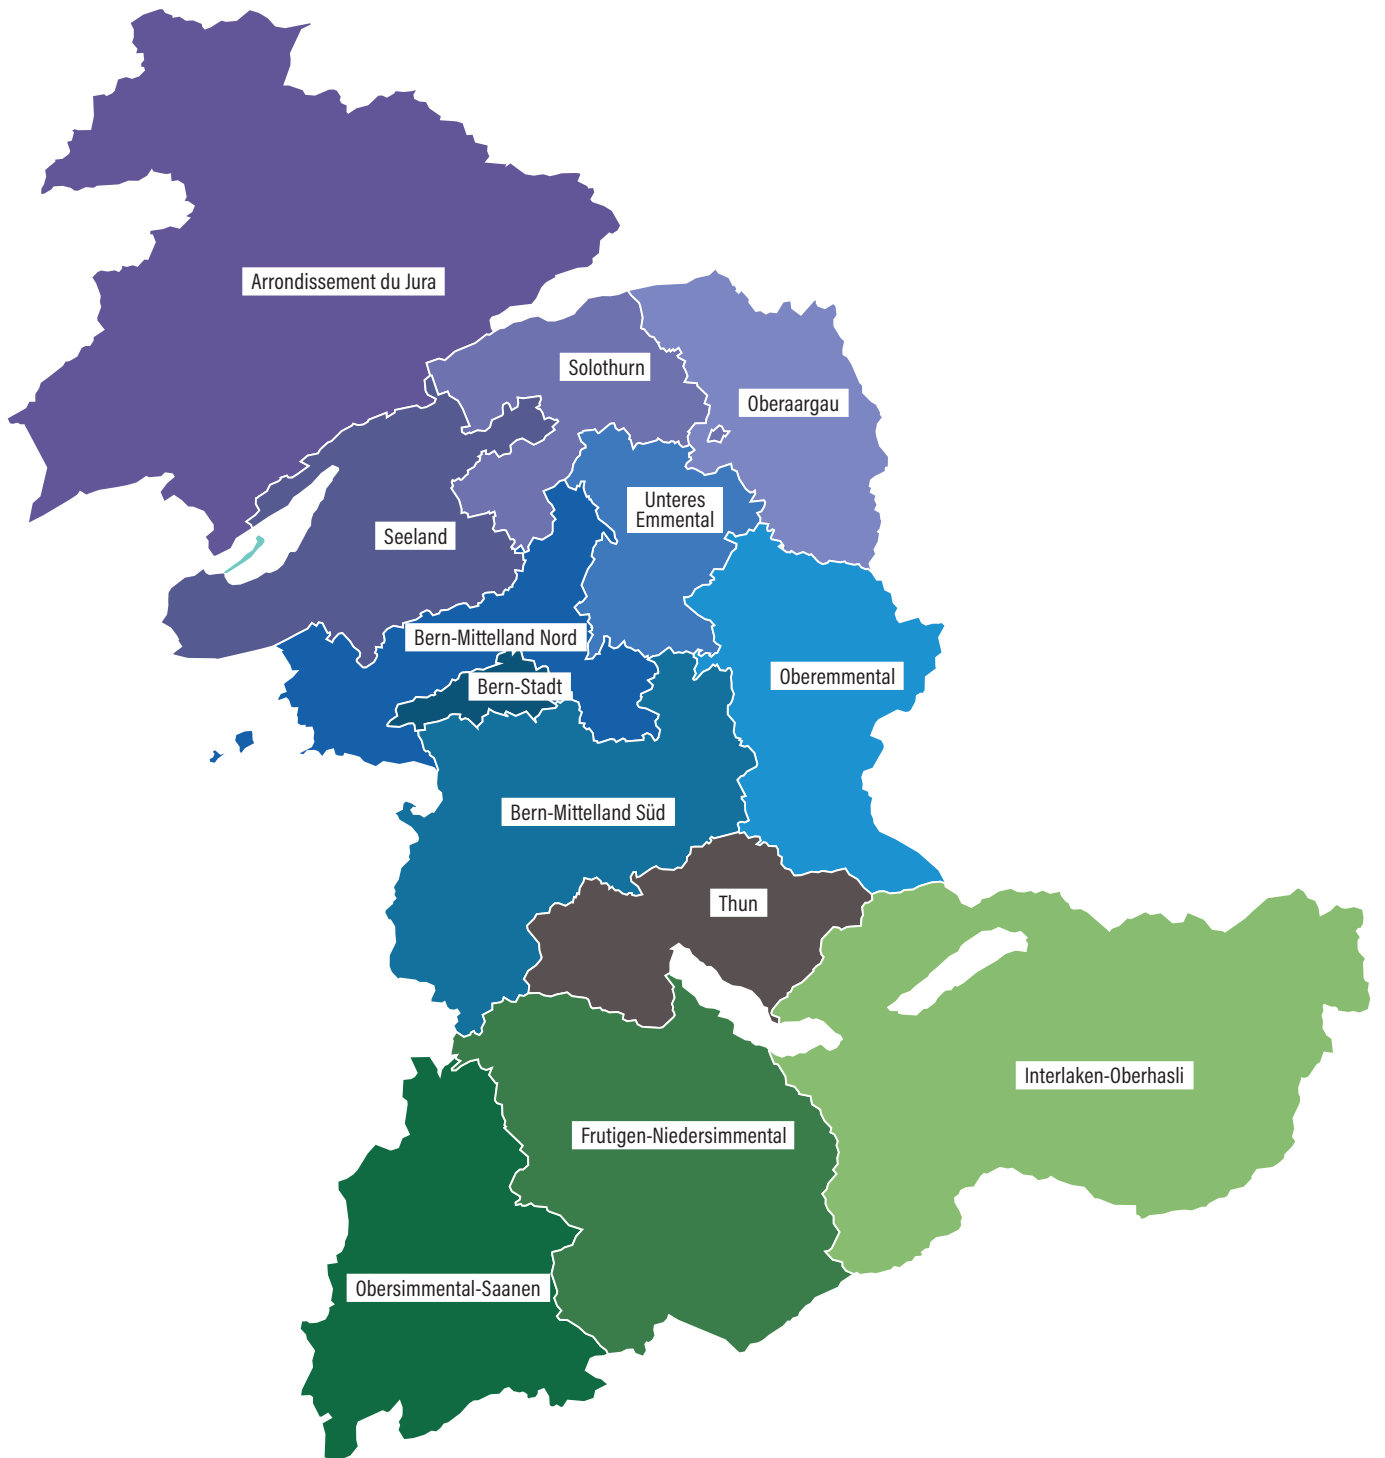 Arrondissement du Jura
Solothurn
Oberaargau
Unteres
Emmental
Seeland
Bern-Mittelland Nord
Bern-Stadt
Oberemmental
Bern-Mittelland Süd
Thun
Interlaken-Oberhasli
Frutigen-Niedersimmental
Obersimmental-Saanen